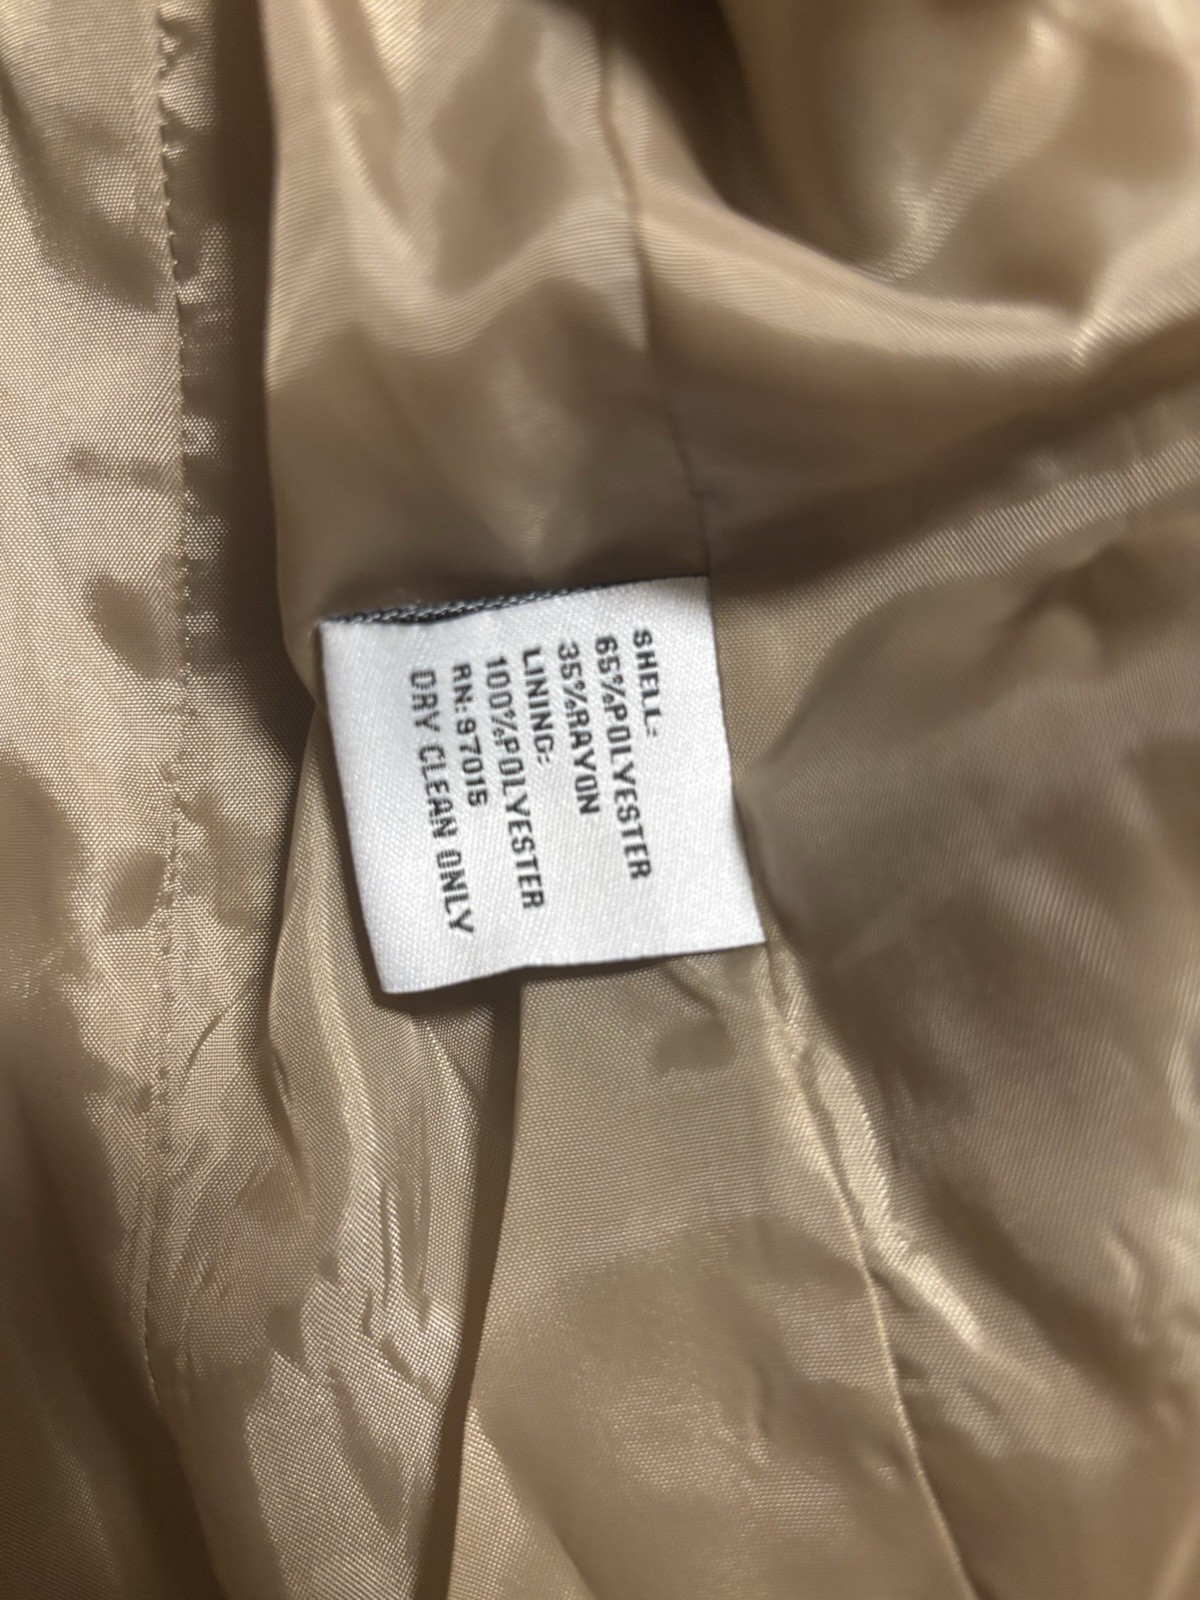 SHELL:
65%POLYESTER
35%RAYON
LINING:
100%POLYESTER
RN:97015
DRY CLEAN ONLY